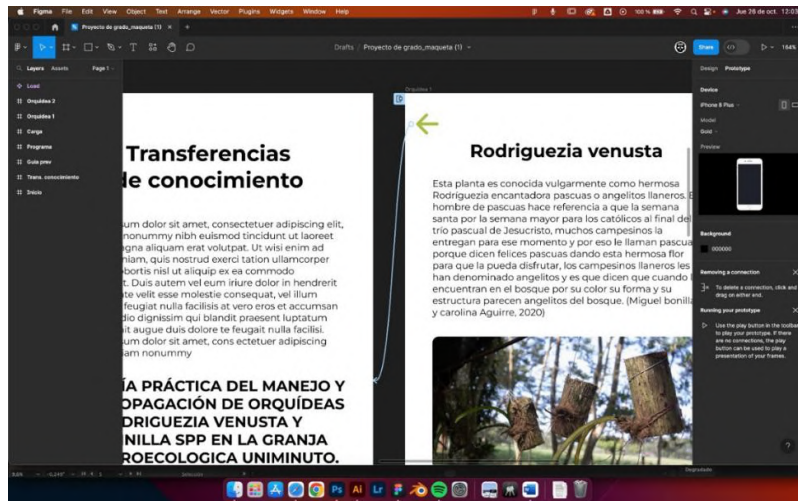 Figma File Edit View Object Text Arrange Vector Plugins Widgets Window Help
100 %
Jue 26 de oct. 12:03
Proyecto de grado_maqueta (1)
Drafts / Proyecto de grado_maqueta (1)
Share
164%
Layers Assets Page 1
Load
Orquídea 2
Orquídea 1
Carga
Programa
Guía prev
Trans. conocimiento
Inicio
Transferencias
de conocimiento
um dolor sit amet, consectetuer adipiscing elit,
nonummy nibh euismod tincidunt ut laoreet
agna aliquam erat volutpat. Ut wisi enim ad
niam, quis nostrud exerci tation ullamcorper
obortis nisl ut aliquip ex ea commodo
t. Duis autem vel eum iriure dolor in hendrerit
te velit esse molestie consequat, vel illum
feugiat nulla facilisis at vero eros et accumsan
dio dignissim qui blandit praesent luptatum
it augue duis dolore te feugait nulla facilisi.
um dolor sit amet, cons ectetuer adipiscing
iam nonummy
ÍA PRÁCTICA DEL MANEJO Y
OPAGACIÓN DE ORQUÍDEAS
DRIGUEZIA VENUSTA Y
INILLA SPP EN LA GRANJA
ROECOLOGICA UNIMINUTO.
Orquídea 1
Rodriguezia venusta
Esta planta es conocida vulgarmente como hermosa
Rodriguezia encantadora pascuas o angelitos llaneros. E
hombre de pascuas hace referencia a que la semana
santa por la semana mayor para los católicos al final del
trío pascual de Jesucristo, muchos campesinos la
entregan para ese momento y por eso le llaman pascua
porque dicen felices pascuas dando esta hermosa flor
para que la pueda disfrutar, los campesinos llaneros les
han denominado angelitos y es que dicen que cuando l
encuentran en el bosque por su color su forma y su
estructura parecen angelitos del bosque. (Miguel bonilla
y carolina Aguirre, 2020)
Design Prototype
Device
iPhone 8 Plus
Model
Gold
Preview
Background
000000
Removing a connection
To delete a connection, click and
drag on either end.
Running your prototype
Use the play button in the toolbar
to play your prototype. If there
are no connections, the play
button can be used to play a
presentation of your frames.
Degradado
Ps Ai Lr